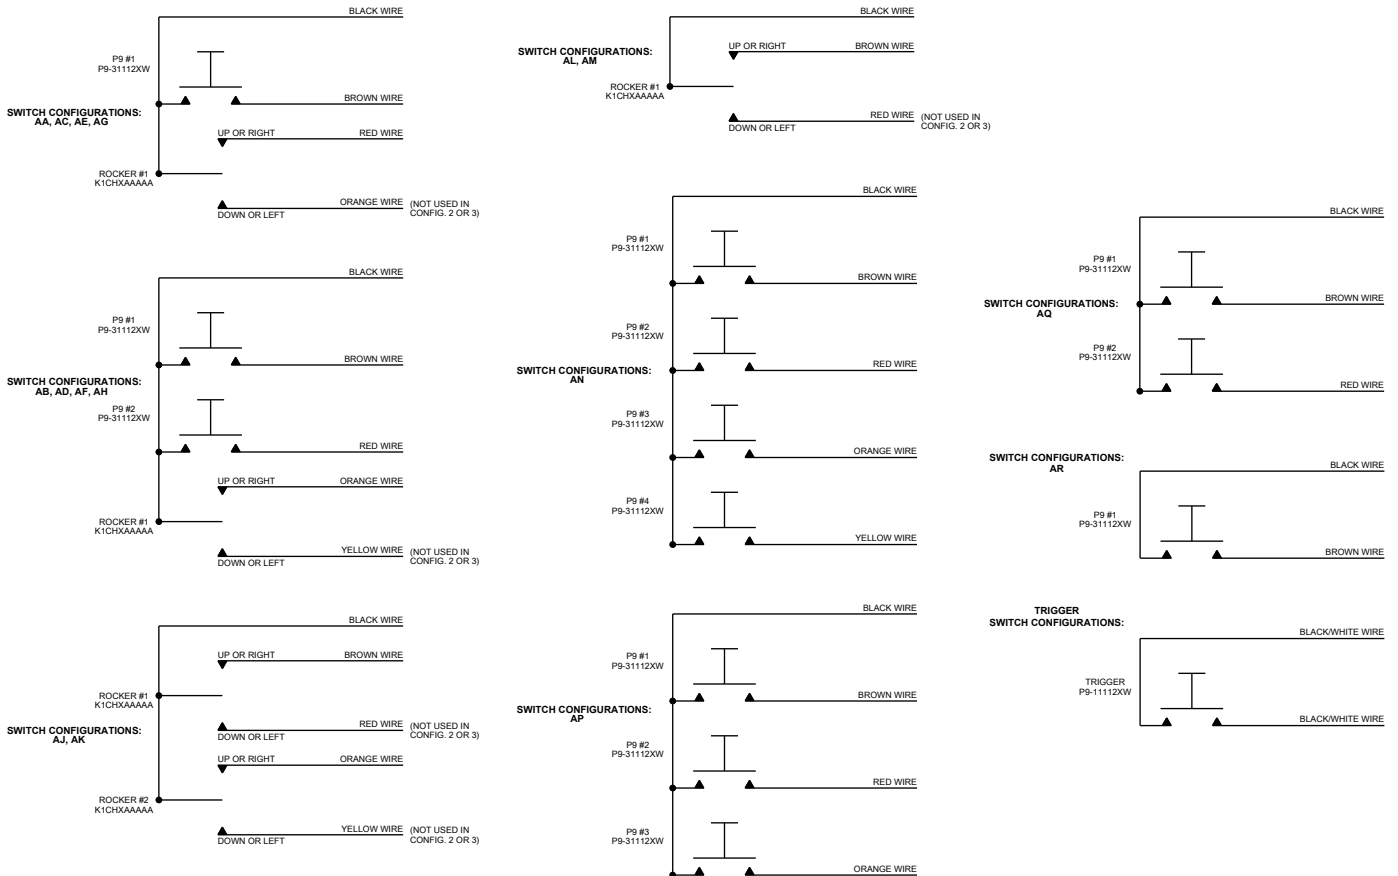 BLACK WIRE
P9 #1
P9-31112XW
BROWN WIRE
SWITCH CONFIGURATIONS:
AA, AC, AE, AG
UP OR RIGHT
RED WIRE
ROCKER #1
K1CHXAAAAA
ORANGE WIRE
(NOT USED IN
CONFIG. 2 OR 3)
DOWN OR LEFT
BLACK WIRE
P9 #1
P9-31112XW
BROWN WIRE
SWITCH CONFIGURATIONS:
AB, AD, AF, AH
P9 #2
P9-31112XW
RED WIRE
UP OR RIGHT
ORANGE WIRE
ROCKER #1
K1CHXAAAAA
YELLOW WIRE
(NOT USED IN
CONFIG. 2 OR 3)
DOWN OR LEFT
BLACK WIRE
UP OR RIGHT
BROWN WIRE
ROCKER #1
K1CHXAAAAA
RED WIRE
(NOT USED IN
CONFIG. 2 OR 3)
DOWN OR LEFT
SWITCH CONFIGURATIONS:
AJ, AK
UP OR RIGHT
ORANGE WIRE
ROCKER #2
K1CHXAAAAA
YELLOW WIRE
(NOT USED IN
CONFIG. 2 OR 3)
DOWN OR LEFT
BLACK WIRE
SWITCH CONFIGURATIONS:
AL, AM
UP OR RIGHT
BROWN WIRE
ROCKER #1
K1CHXAAAAA
RED WIRE
(NOT USED IN
CONFIG. 2 OR 3)
DOWN OR LEFT
BLACK WIRE
P9 #1
P9-31112XW
BROWN WIRE
P9 #2
P9-31112XW
RED WIRE
SWITCH CONFIGURATIONS:
AN
P9 #3
P9-31112XW
ORANGE WIRE
P9 #4
P9-31112XW
YELLOW WIRE
BLACK WIRE
P9 #1
P9-31112XW
BROWN WIRE
SWITCH CONFIGURATIONS:
AP
P9 #2
P9-31112XW
RED WIRE
P9 #3
P9-31112XW
ORANGE WIRE
BLACK WIRE
P9 #1
P9-31112XW
BROWN WIRE
SWITCH CONFIGURATIONS:
AQ
P9 #2
P9-31112XW
RED WIRE
SWITCH CONFIGURATIONS:
AR
BLACK WIRE
P9 #1
P9-31112XW
BROWN WIRE
TRIGGER
SWITCH CONFIGURATIONS:
BLACK/WHITE WIRE
TRIGGER
P9-11112XW
BLACK/WHITE WIRE